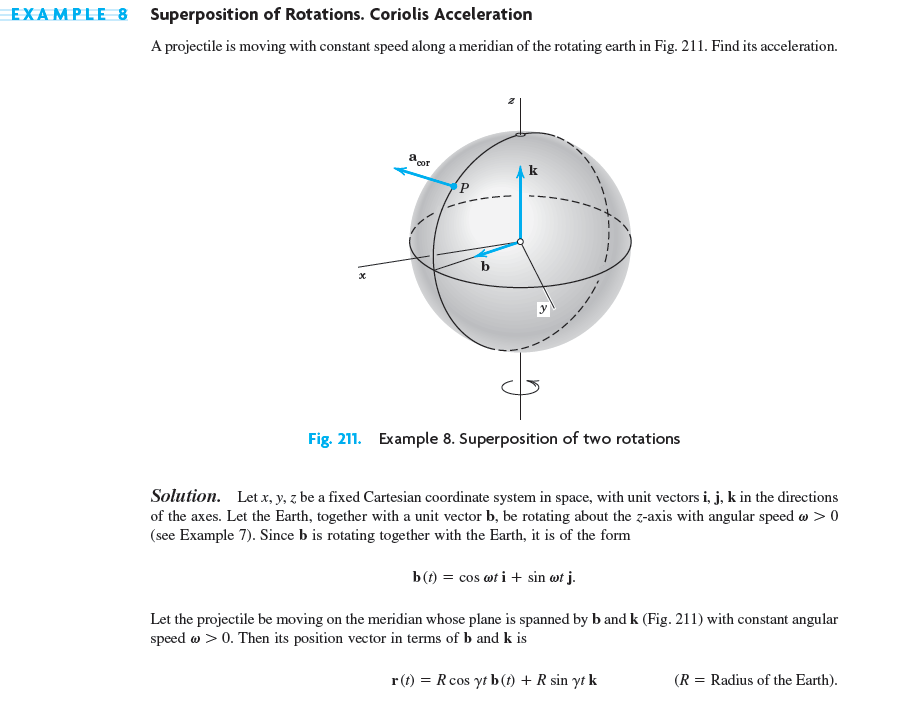 EXAMPLE 8 Superposition of Rotations. Coriolis Acceleration
A projectile is moving with constant speed along a meridian of the rotating earth in Fig. 211. Find its acceleration.
z
a cor
k
P
b
x
y
Fig. 211. Example 8. Superposition of two rotations
Solution. Let x, y, z be a fixed Cartesian coordinate system in space, with unit vectors i, j, k in the directions
of the axes. Let the Earth, together with a unit vector b, be rotating about the z-axis with angular speed ω > 0
(see Example 7). Since b is rotating together with the Earth, it is of the form
b(t) = cos ωt i + sin ωt j.
Let the projectile be moving on the meridian whose plane is spanned by b and k (Fig. 211) with constant angular
speed ω > 0. Then its position vector in terms of b and k is
r(t) = R cos γt b(t) + R sin γt k (R = Radius of the Earth).